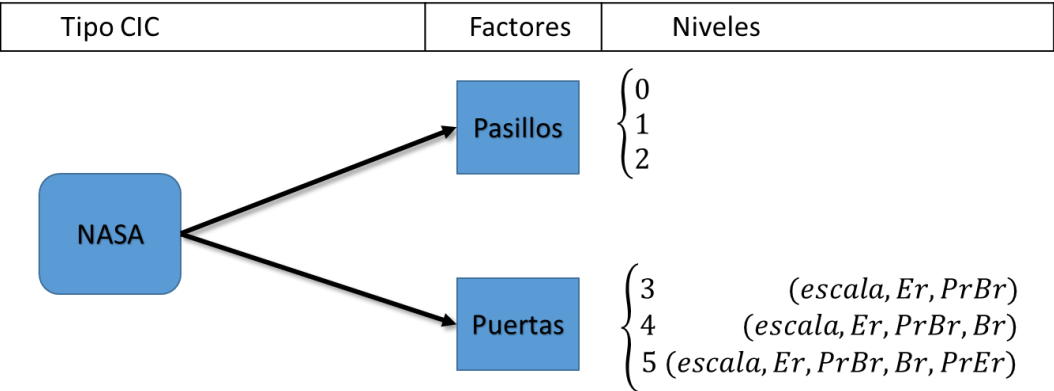 Tipo CIC Factores Niveles
Pasillos
0
1
2
NASA
Puertas
3 (escala, Er, PrBr)
4 (escala, Er, PrBr, Br)
5 (escala, Er, PrBr, Br, PrEr)